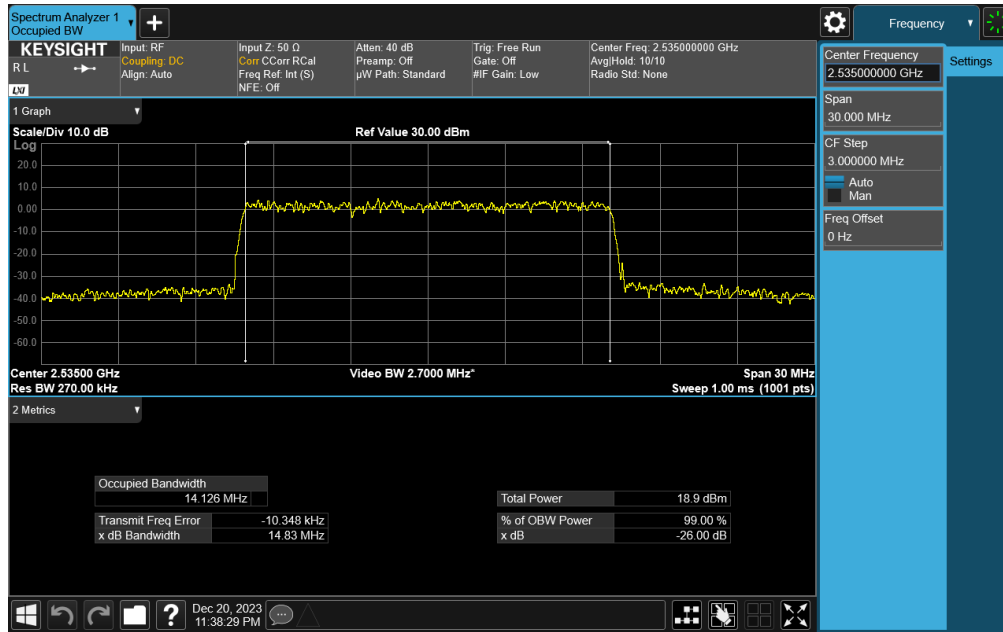 Spectrum Analyzer 1
Occupied BW
Frequency
KEYSIGHT
R L
LXI
Input: RF
Coupling: DC
Align: Auto
Input Z: 50 Ω
Corr CCorr RCal
Freq Ref: Int (S)
NFE: Off
Atten: 40 dB
Preamp: Off
µW Path: Standard
Trig: Free Run
Gate: Off
#IF Gain: Low
Center Freq: 2.535000000 GHz
Avg|Hold: 10/10
Radio Std: None
Center Frequency
2.535000000 GHz
Settings
Span
30.000 MHz
CF Step
3.000000 MHz
Auto
Man
Freq Offset
0 Hz
1 Graph
Scale/Div 10.0 dB
Ref Value 30.00 dBm
Log
20.0
10.0
0.00
-10.0
-20.0
-30.0
-40.0
-50.0
-60.0
Center 2.53500 GHz
Video BW 2.7000 MHz*
Span 30 MHz
Res BW 270.00 kHz
Sweep 1.00 ms (1001 pts)
2 Metrics
Occupied Bandwidth
14.126 MHz
Total Power 18.9 dBm
Transmit Freq Error -10.348 kHz
% of OBW Power 99.00 %
x dB Bandwidth 14.83 MHz
x dB -26.00 dB
?
Dec 20, 2023
11:38:29 PM